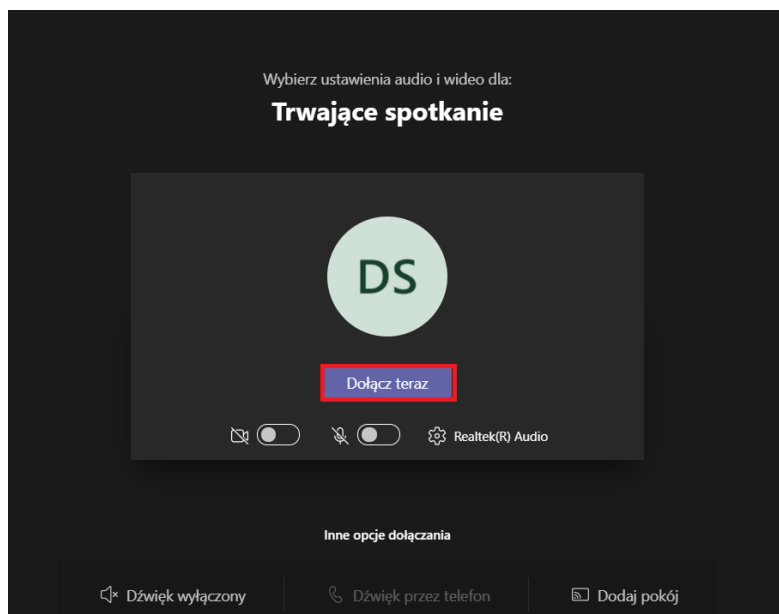 Wybierz ustawienia audio i wideo dla:
Trwające spotkanie
DS
Dołącz teraz
Realtek(R) Audio
Inne opcje dołączania
Dźwięk wyłączony Dźwięk przez telefon Dodaj pokój